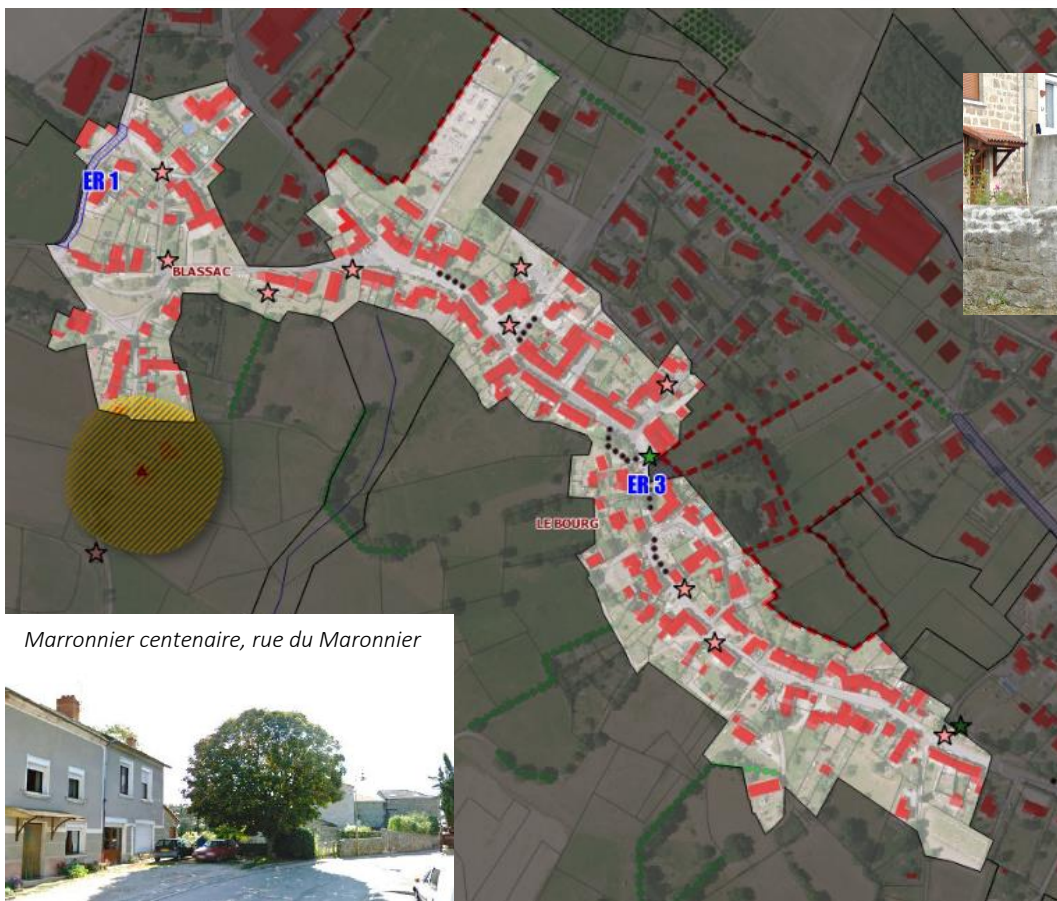 ER 1
BLASSAC
ER 3
LE BOURG
Marronnier centenaire, rue du Maronnier